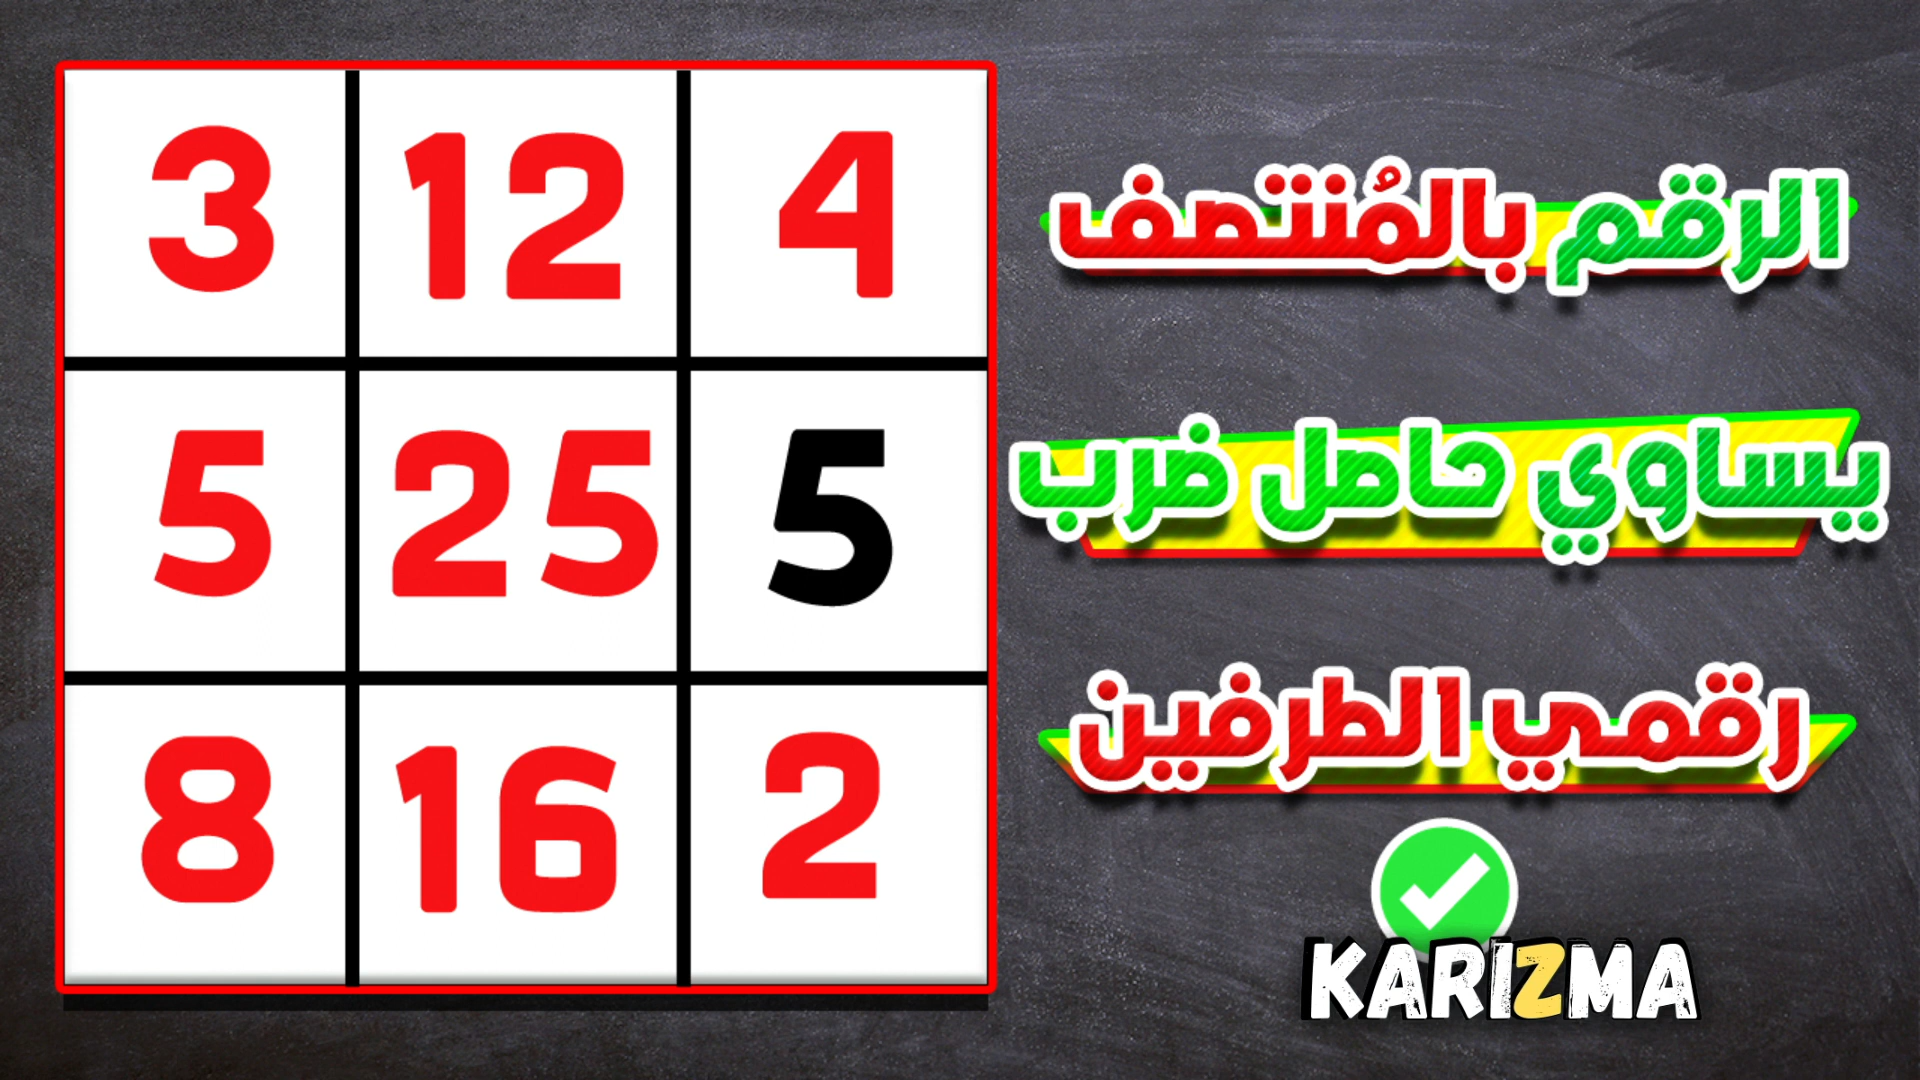 3 12 4
5 25 5
8 16 2
الرقم بالمُنتصف
يساوي حاصل ضرب
رقمي الطرفين
KARIZMA